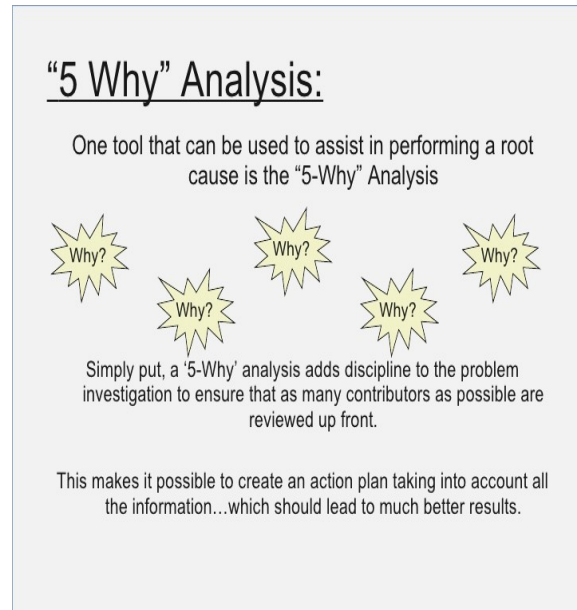 “5 Why” Analysis:
One tool that can be used to assist in performing a root
cause is the “5-Why” Analysis
Why?
Why?
Why?
Why?
Why?
Simply put, a ‘5-Why’ analysis adds discipline to the problem
investigation to ensure that as many contributors as possible are
reviewed up front.
This makes it possible to create an action plan taking into account all
the information…which should lead to much better results.